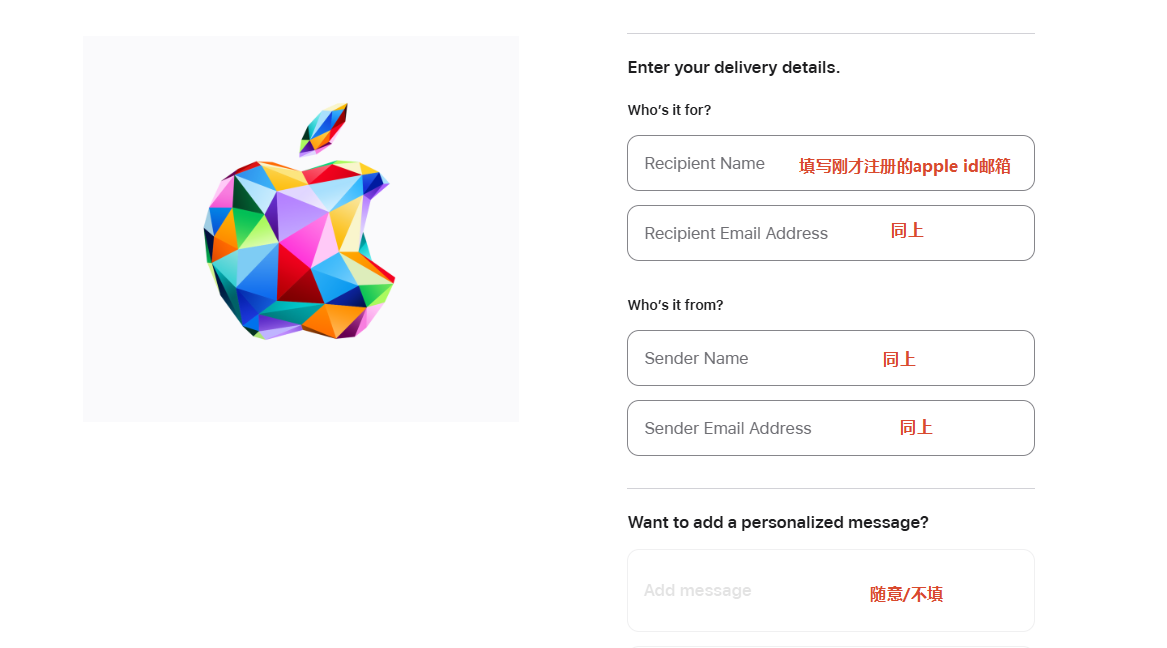 Enter your delivery details.
Who's it for?
Recipient Name 填写刚才注册的apple id邮箱
Recipient Email Address 同上
Who's it from?
Sender Name 同上
Sender Email Address 同上
Want to add a personalized message?
Add message 随意/不填